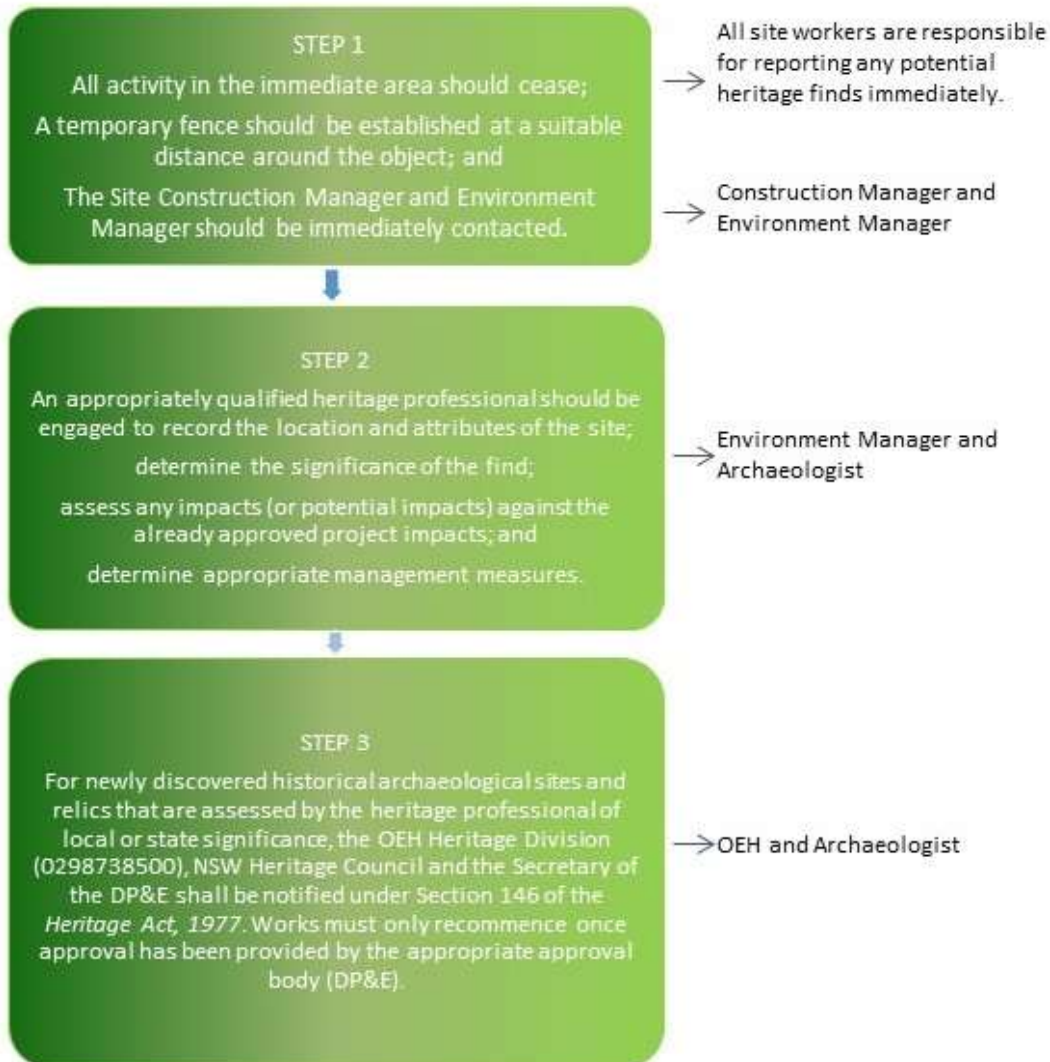 STEP 1
All activity in the immediate area should cease;
A temporary fence should be established at a suitable
distance around the object; and
The Site Construction Manager and Environment
Manager should be immediately contacted.
All site workers are responsible
for reporting any potential
heritage finds immediately.
Construction Manager and
Environment Manager
STEP 2
An appropriately qualified heritage professional should be
engaged to record the location and attributes of the site;
determine the significance of the find;
assess any impacts (or potential impacts) against the
already approved project impacts; and
determine appropriate management measures.
Environment Manager and
Archaeologist
STEP 3
For newly discovered historical archaeological sites and
relics that are assessed by the heritage professional of
local or state significance, the OEH Heritage Division
(0298738500), NSW Heritage Council and the Secretary of
the DP&E shall be notified under Section 146 of the
Heritage Act, 1977. Works must only recommence once
approval has been provided by the appropriate approval
body (DP&E).
OEH and Archaeologist